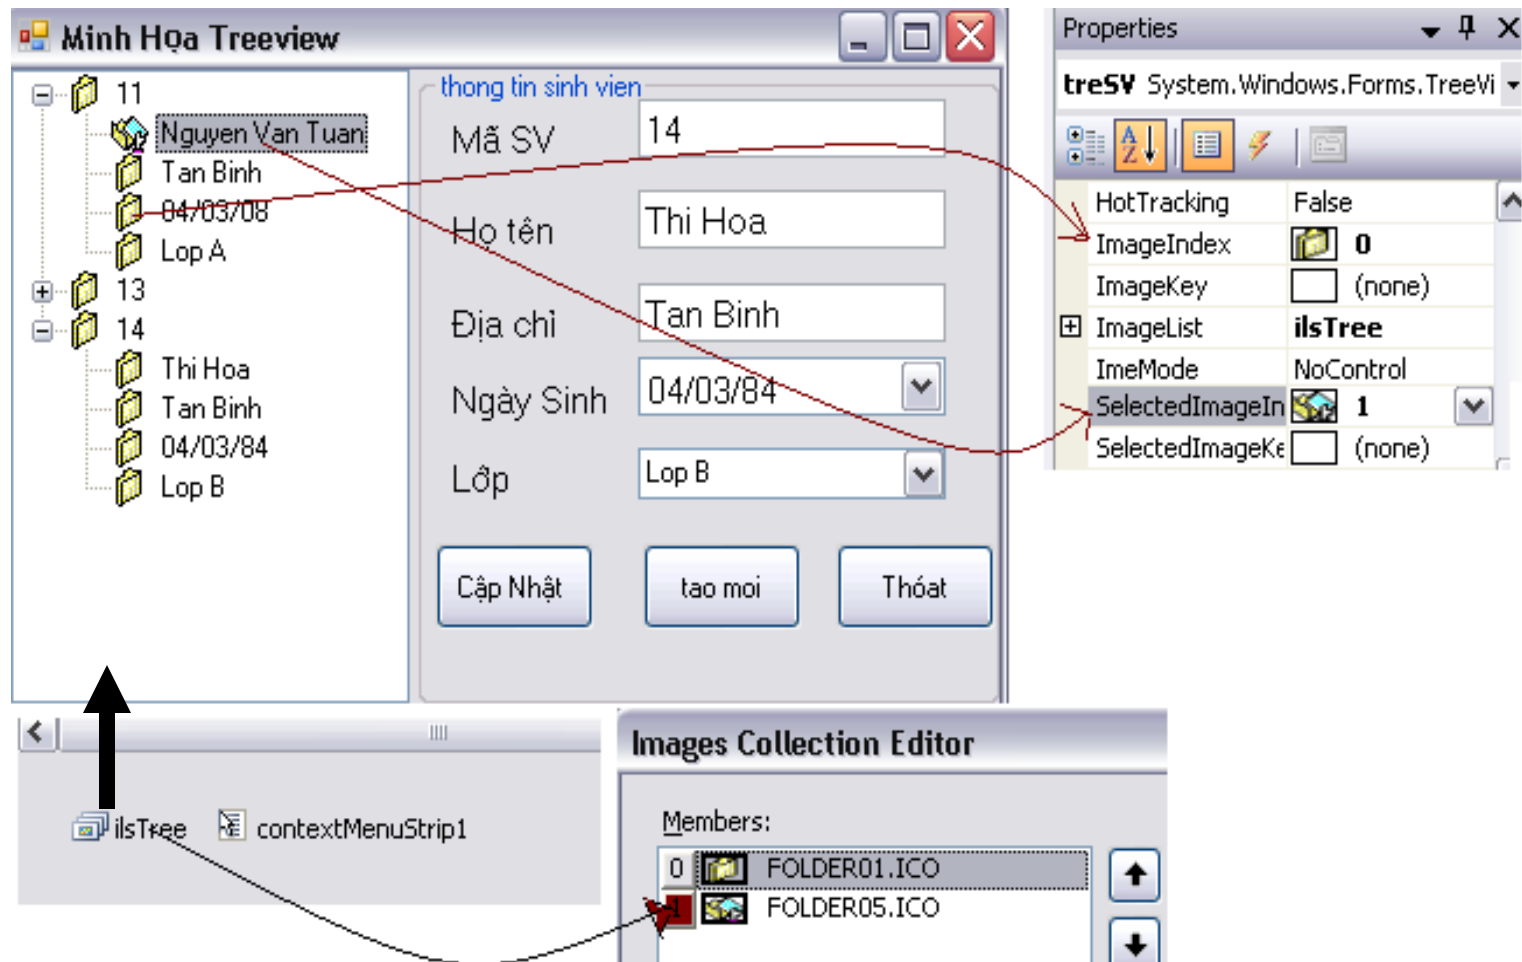 Minh Họa Treeview
11
Nguyen Van Tuan
Tan Binh
04/03/08
Lop A
13
14
Thi Hoa
Tan Binh
04/03/84
Lop B
thong tin sinh vien
Mã SV
14
Họ tên
Thi Hoa
Địa chỉ
Tan Binh
Ngày Sinh
04/03/84
Lớp
Lop B
Cập Nhật
tao moi
Thóat
Properties
treSV System.Windows.Forms.TreeVi
HotTracking False
ImageIndex 0
ImageKey (none)
ImageList ilsTree
ImeMode NoControl
SelectedImageIn 1
SelectedImageKe (none)
ilsTree contextMenuStrip1
Images Collection Editor
Members:
0 FOLDER01.ICO
1 FOLDER05.ICO